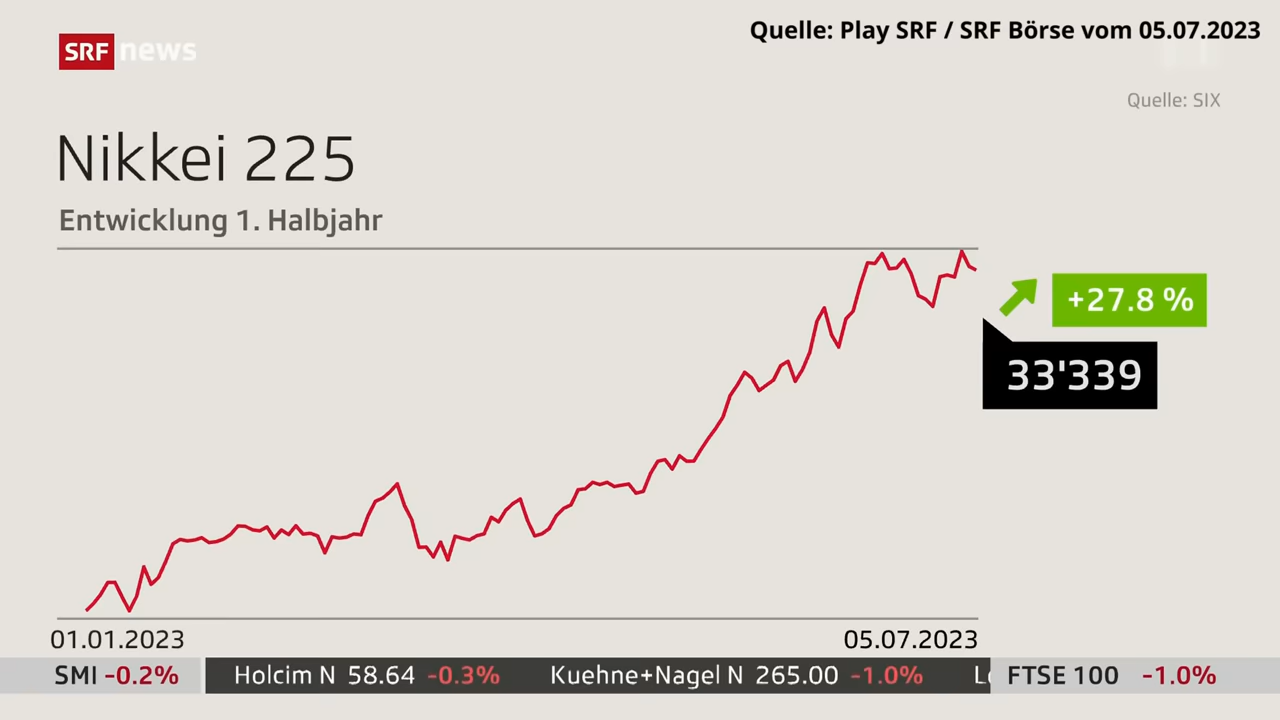 Quelle: Play SRF / SRF Börse vom 05.07.2023
SRF news
Quelle: SIX
Nikkei 225
Entwicklung 1. Halbjahr
+27.8 %
33'339
01.01.2023 05.07.2023
SMI -0.2% Holcim N 58.64 -0.3% Kuehne+Nagel N 265.00 -1.0% FTSE 100 -1.0%